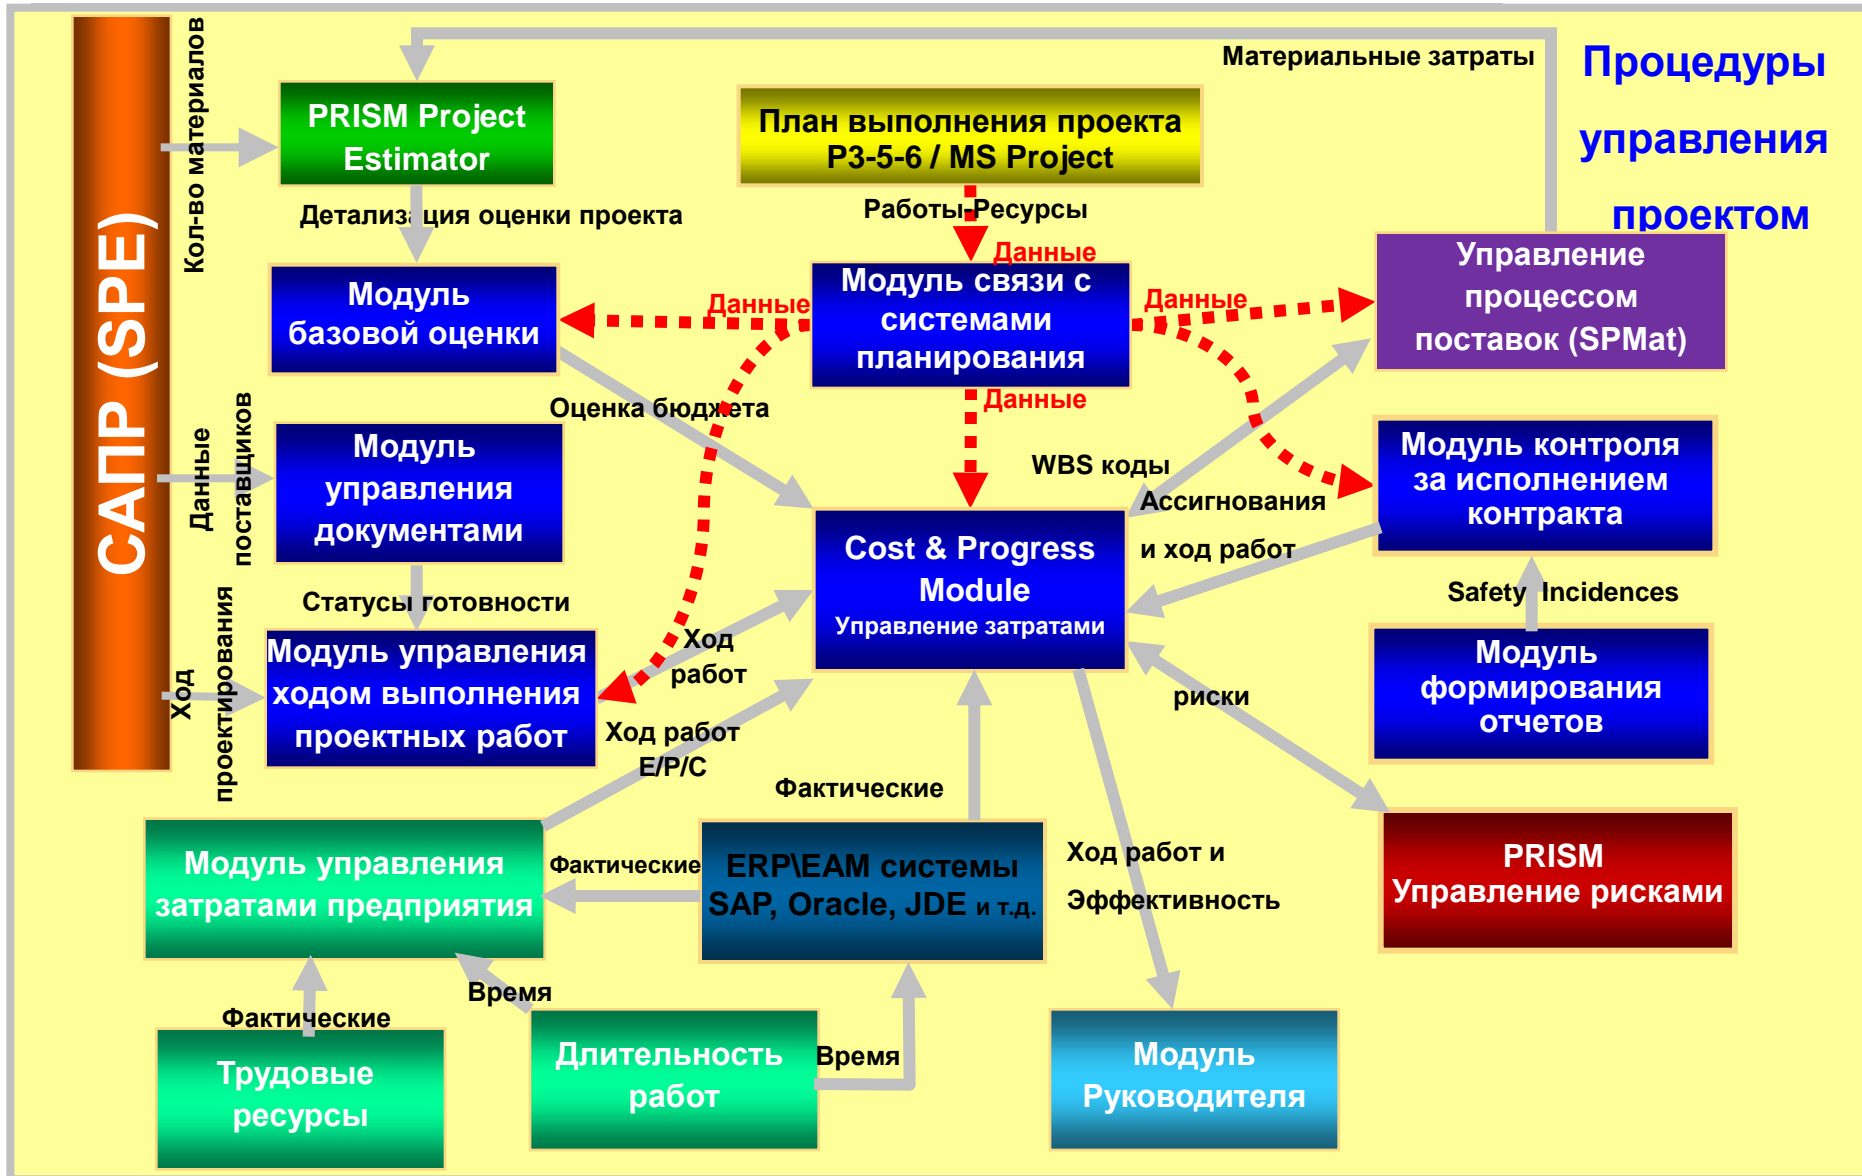 Процедуры
управления
проектом
САПР (SPE)
Кол-во материалов
Данные
поставщиков
Ход
проектирования
Материальные затраты
PRISM Project
Estimator
План выполнения проекта
P3-5-6 / MS Project
Детализация оценки проекта
Работы-Ресурсы
Данные
Модуль
базовой оценки
Данные
Модуль связи с
системами
планирования
Данные
Управление
процессом
поставок (SPMat)
Данные
Оценка бюджета
Модуль
управления
документами
WBS коды
Ассигнования
и ход работ
Модуль контроля
за исполнением
контракта
Cost & Progress
Module
Управление затратами
Статусы готовности
Safety Incidences
Модуль управления
ходом выполнения
проектных работ
Ход
работ
Ход работ
E/P/C
риски
Модуль
формирования
отчетов
Фактические
Модуль управления
затратами предприятия
Фактические
ERP\EAM системы
SAP, Oracle, JDE и т.д.
Ход работ и
Эффективность
PRISM
Управление рисками
Время
Фактические
Трудовые
ресурсы
Длительность
работ
Время
Модуль
Руководителя